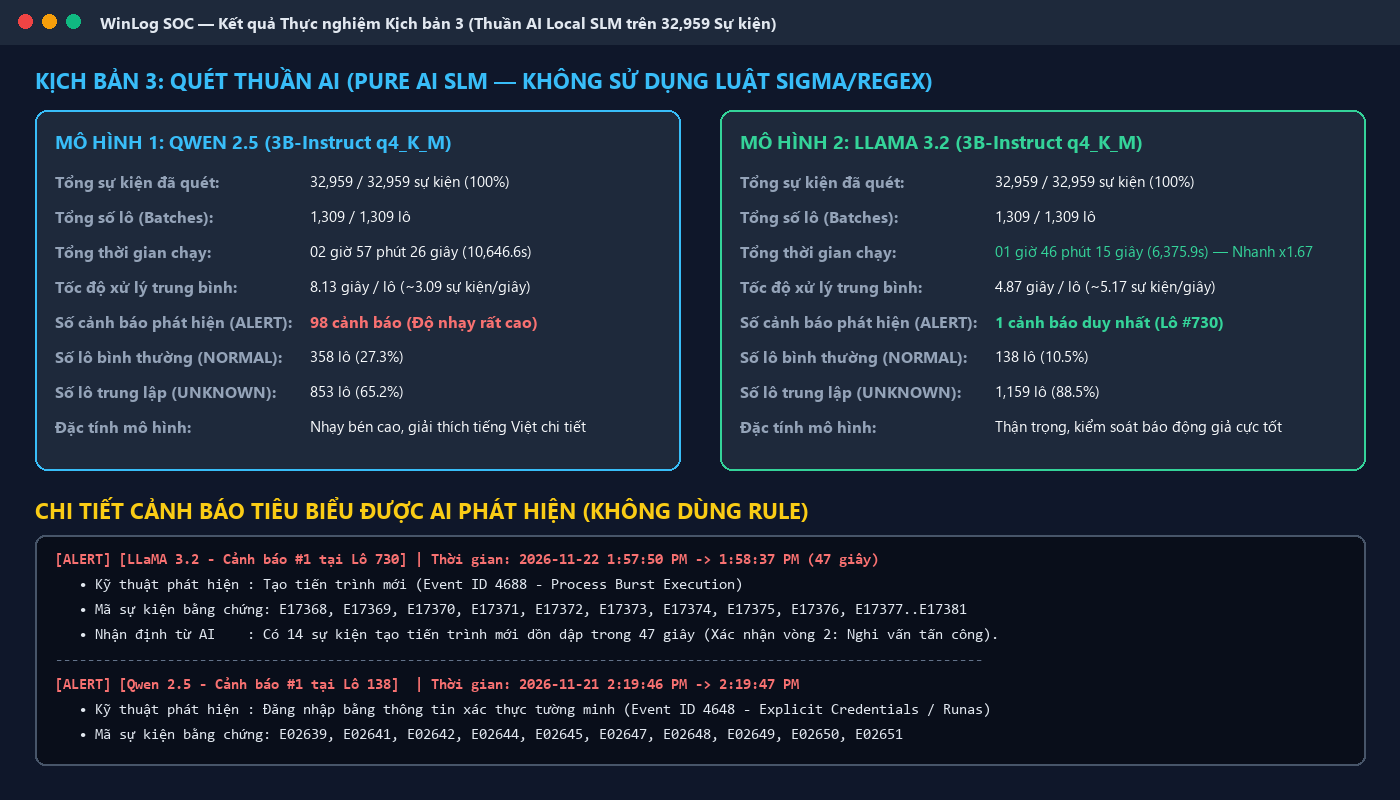 WinLog SOC — Kết quả Thực nghiệm Kịch bản 3 (Thuần AI Local SLM trên 32,959 Sự kiện)
KỊCH BẢN 3: QUÉT THUẦN AI (PURE AI SLM — KHÔNG SỬ DỤNG LUẬT SIGMA/REGEX)
MÔ HÌNH 1: QWEN 2.5 (3B-Instruct q4_K_M)
Tổng sự kiện đã quét: 32,959 / 32,959 sự kiện (100%)
Tổng số lô (Batches): 1,309 / 1,309 lô
Tổng thời gian chạy: 02 giờ 57 phút 26 giây (10,646.6s)
Tốc độ xử lý trung bình: 8.13 giây / lô (~3.09 sự kiện/giây)
Số cảnh báo phát hiện (ALERT): 98 cảnh báo (Độ nhạy rất cao)
Số lô bình thường (NORMAL): 358 lô (27.3%)
Số lô trung lập (UNKNOWN): 853 lô (65.2%)
Đặc tính mô hình: Nhạy bén cao, giải thích tiếng Việt chi tiết
MÔ HÌNH 2: LLAMA 3.2 (3B-Instruct q4_K_M)
Tổng sự kiện đã quét: 32,959 / 32,959 sự kiện (100%)
Tổng số lô (Batches): 1,309 / 1,309 lô
Tổng thời gian chạy: 01 giờ 46 phút 15 giây (6,375.9s) — Nhanh x1.67
Tốc độ xử lý trung bình: 4.87 giây / lô (~5.17 sự kiện/giây)
Số cảnh báo phát hiện (ALERT): 1 cảnh báo duy nhất (Lô #730)
Số lô bình thường (NORMAL): 138 lô (10.5%)
Số lô trung lập (UNKNOWN): 1,159 lô (88.5%)
Đặc tính mô hình: Thận trọng, kiểm soát báo động giả cực tốt
CHI TIẾT CẢNH BÁO TIÊU BIỂU ĐƯỢC AI PHÁT HIỆN (KHÔNG DÙNG RULE)
[ALERT] [LLaMA 3.2 - Cảnh báo #1 tại Lô 730] | Thời gian: 2026-11-22 1:57:50 PM -> 1:58:37 PM (47 giây)
• Kỹ thuật phát hiện : Tạo tiến trình mới (Event ID 4688 - Process Burst Execution)
• Mã sự kiện bằng chứng: E17368, E17369, E17370, E17371, E17372, E17373, E17374, E17375, E17376, E17377..E17381
• Nhận định từ AI : Có 14 sự kiện tạo tiến trình mới dồn dập trong 47 giây (Xác nhận vòng 2: Nghi vấn tấn công).
--------------------------------------------------------------------------------------------------------------------
[ALERT] [Qwen 2.5 - Cảnh báo #1 tại Lô 138] | Thời gian: 2026-11-21 2:19:46 PM -> 2:19:47 PM
• Kỹ thuật phát hiện : Đăng nhập bằng thông tin xác thực tường minh (Event ID 4648 - Explicit Credentials / Runas)
• Mã sự kiện bằng chứng: E02639, E02641, E02642, E02644, E02645, E02647, E02648, E02649, E02650, E02651